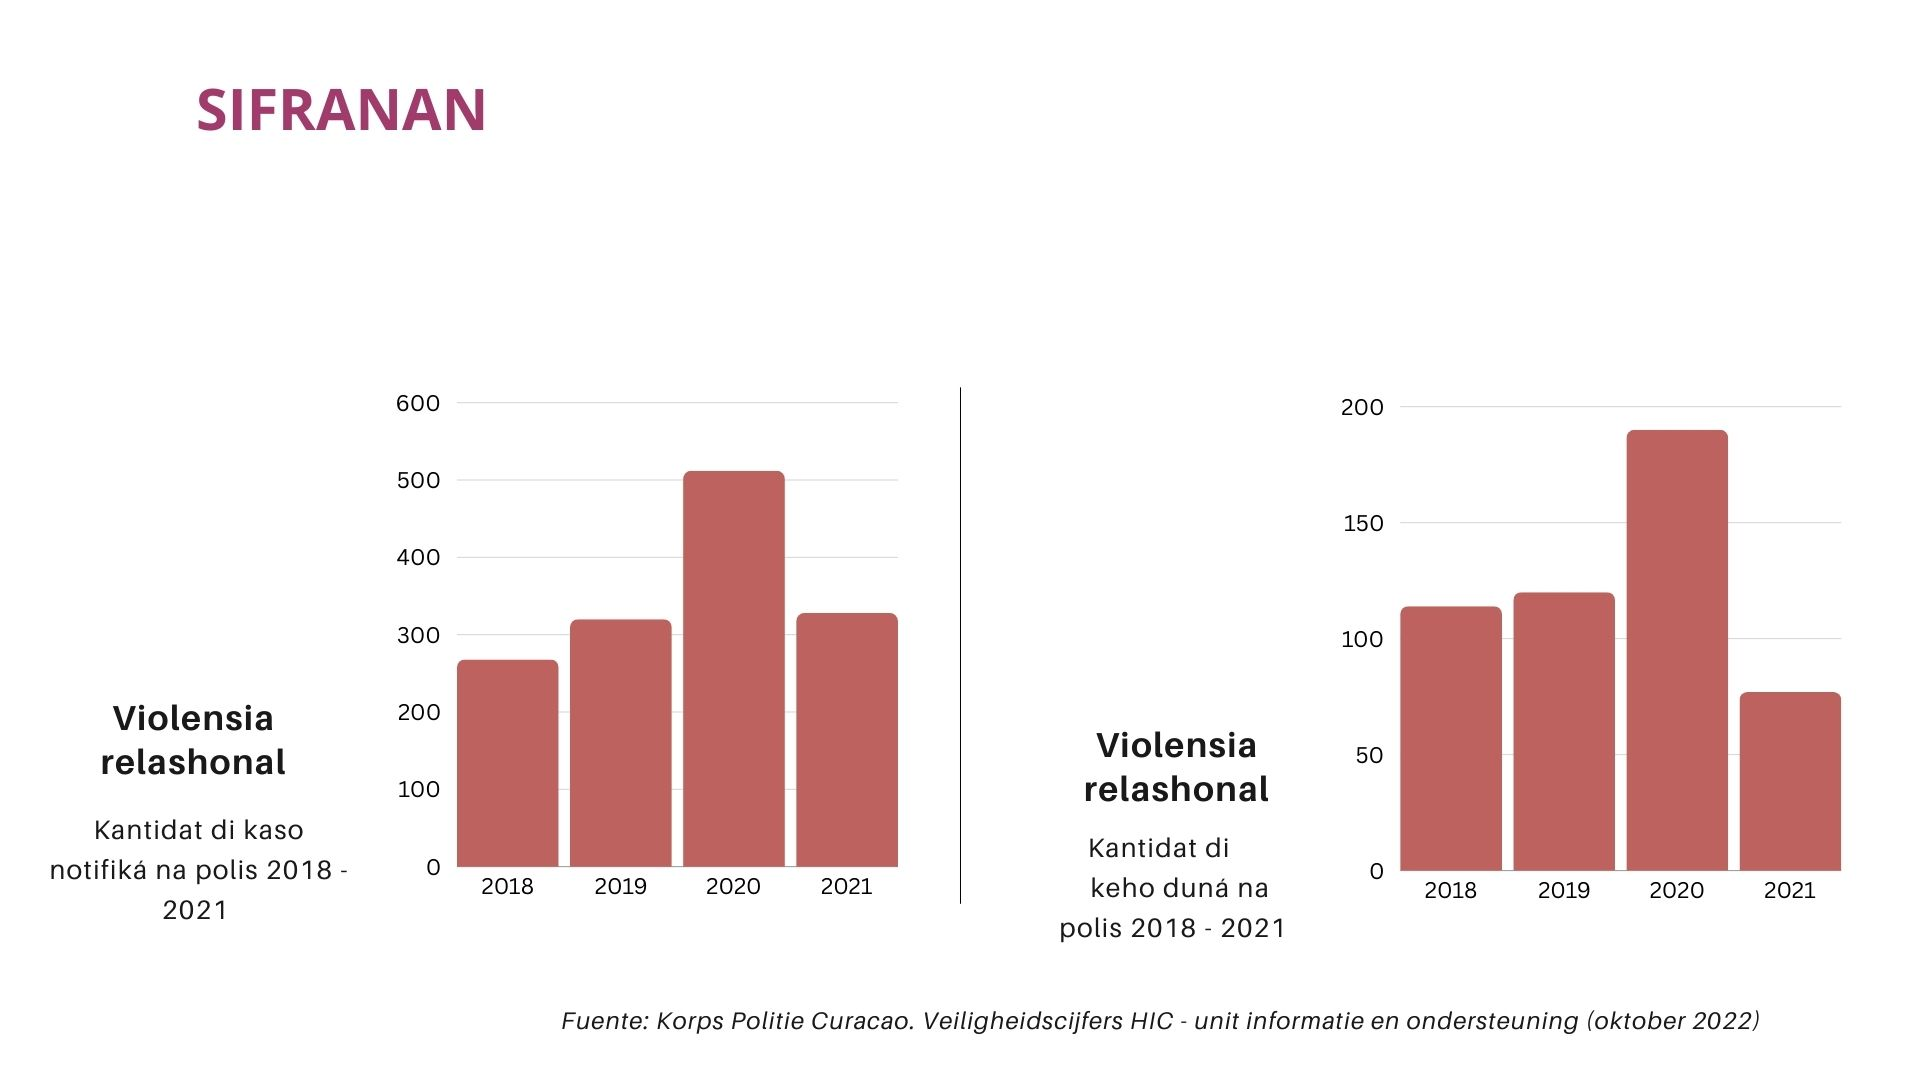 SIFRANAN
Violensia
relashonal
Kantidat di kaso
notifiká na polis 2018 -
2021
600
500
400
300
200
100
0
2018 2019 2020 2021
Violensia
relashonal
Kantidat di
keho duná na
polis 2018 - 2021
200
150
100
50
0
2018 2019 2020 2021
Fuente: Korps Politie Curacao. Veiligheidscijfers HIC - unit informatie en ondersteuning (oktober 2022)